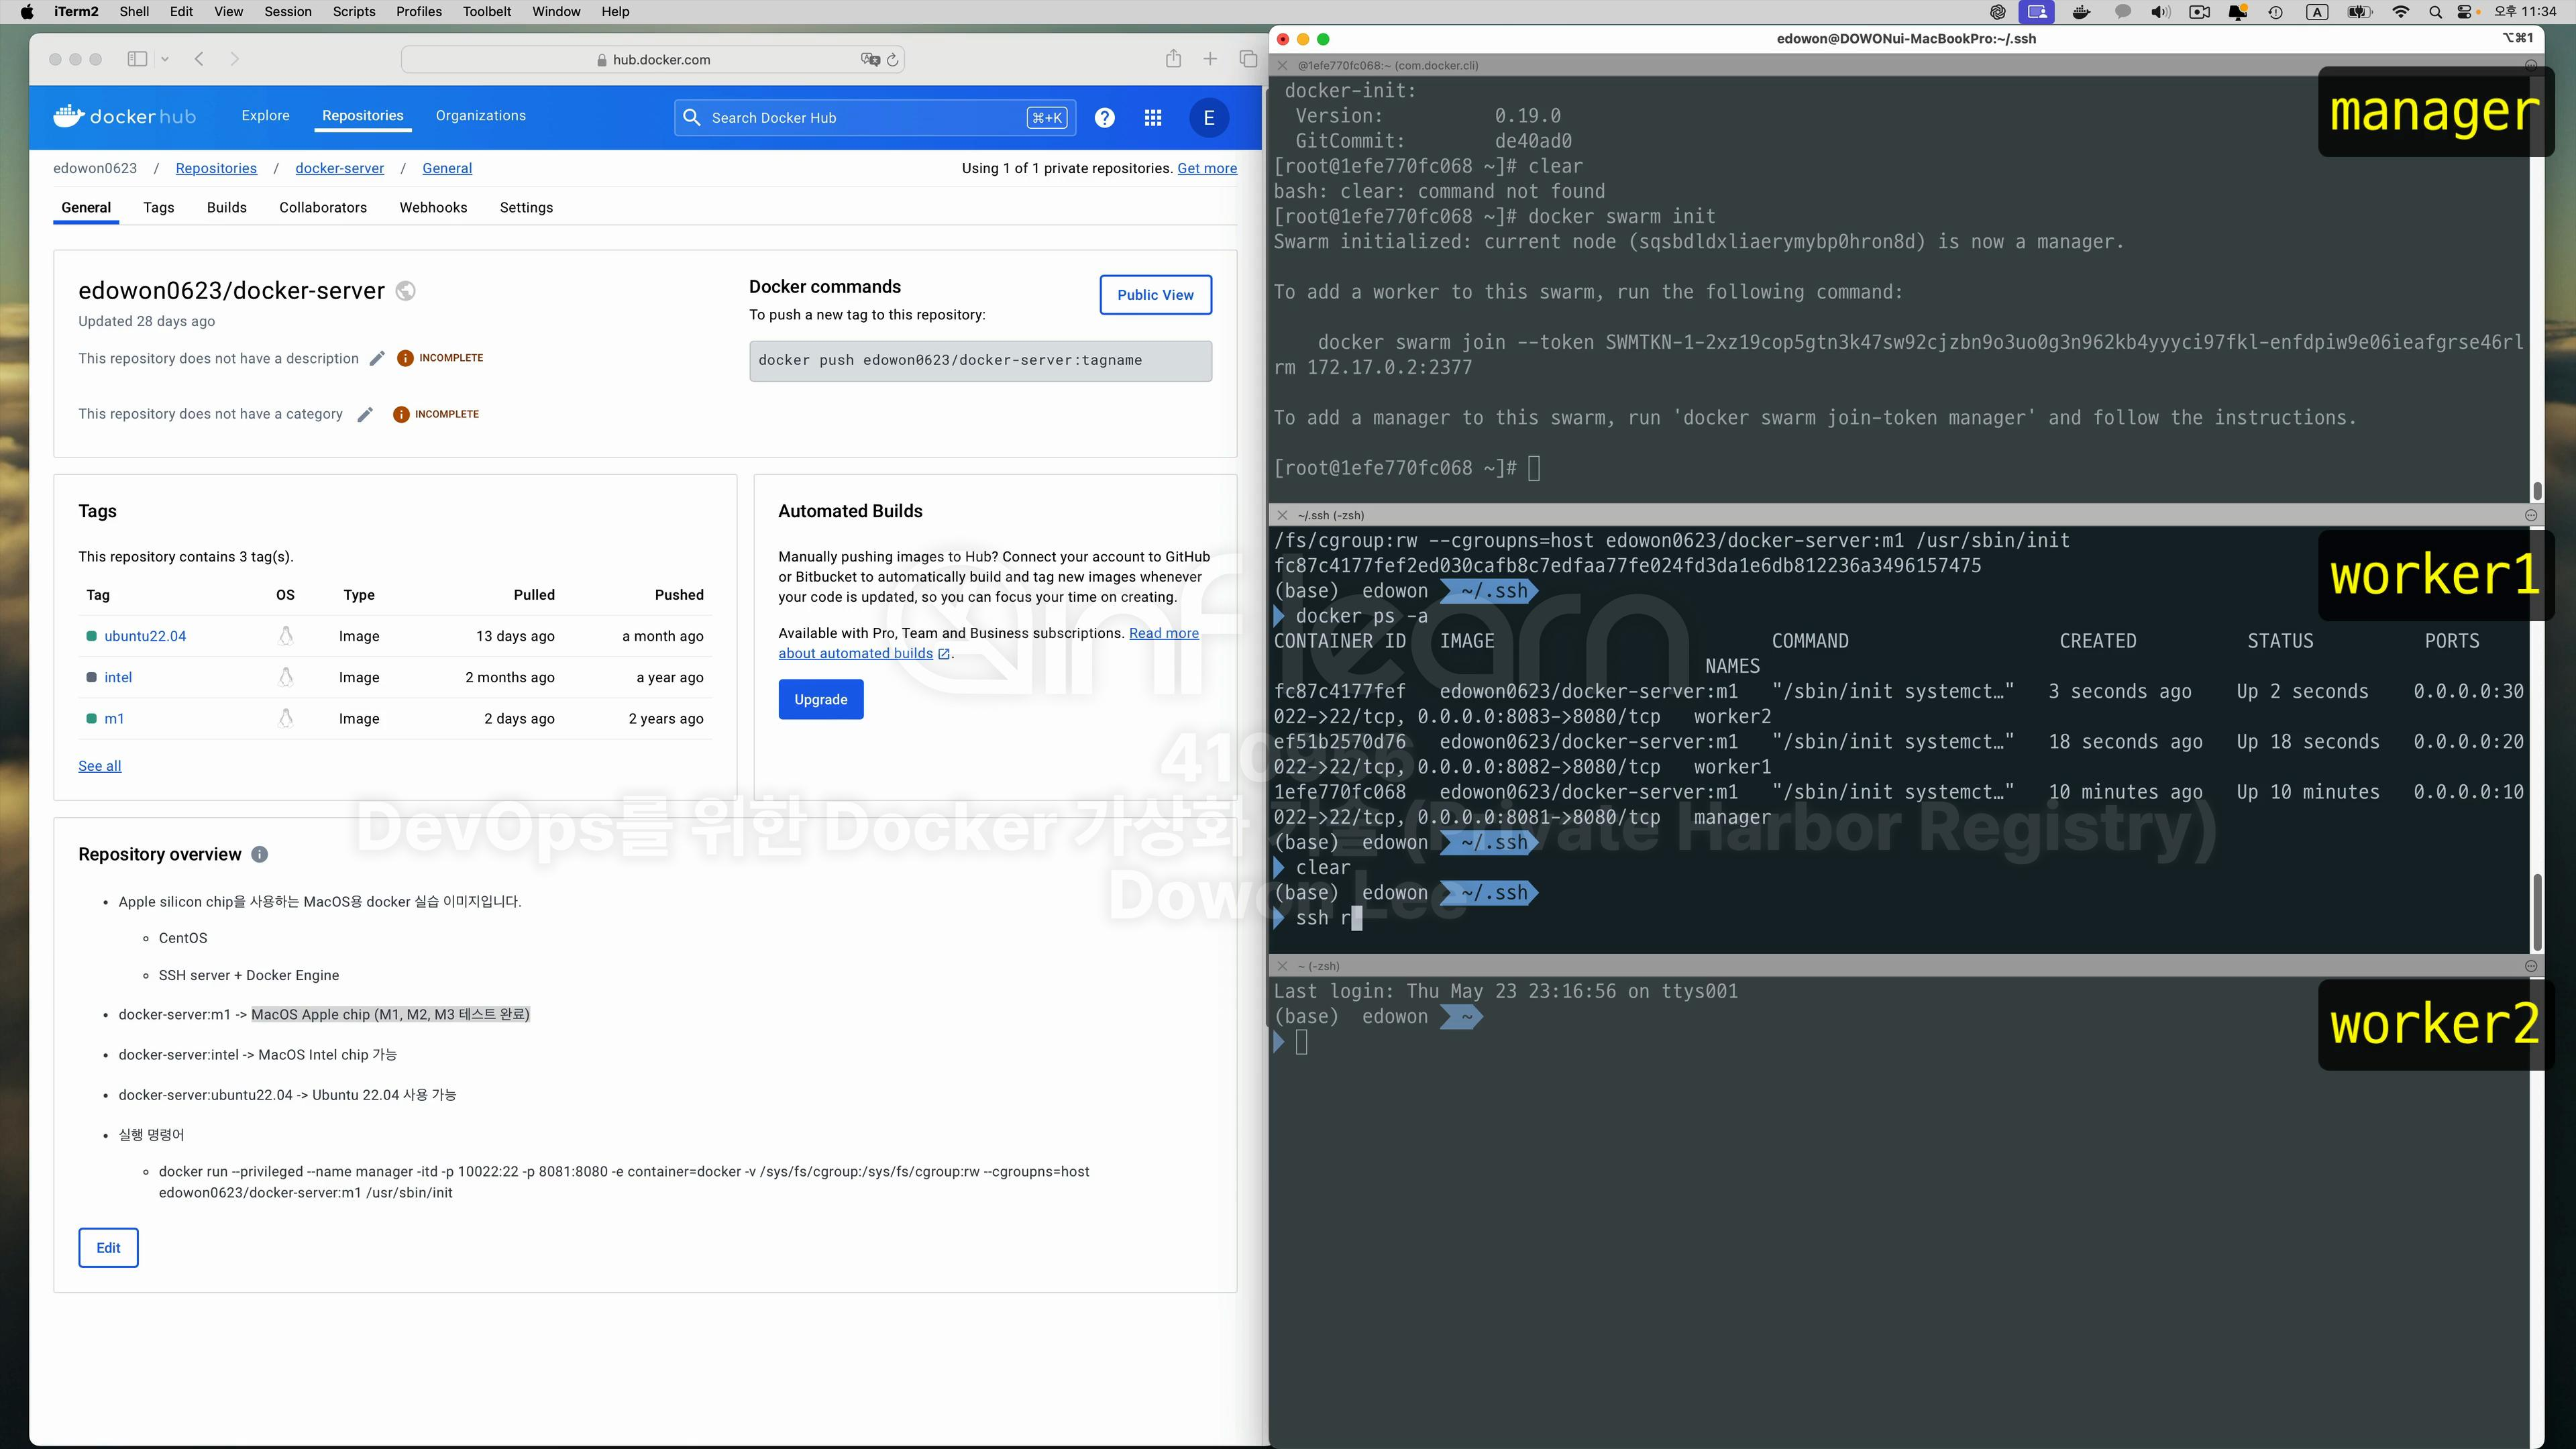 iTerm2 Shell Edit View Session Scripts Profiles Toolbelt Window Help
A 오후 11:34
hub.docker.com
edowon@DOWONui-MacBookPro:~/.ssh
⌥⌘1
docker hub Explore Repositories Organizations Search Docker Hub ⌘+K ? E
edowon0623 / Repositories / docker-server / General
Using 1 of 1 private repositories. Get more
General Tags Builds Collaborators Webhooks Settings
edowon0623/docker-server
Updated 28 days ago
This repository does not have a description INCOMPLETE
This repository does not have a category INCOMPLETE
Docker commands
Public View
To push a new tag to this repository:
docker push edowon0623/docker-server:tagname
Tags
This repository contains 3 tag(s).
Tag OS Type Pulled Pushed
ubuntu22.04 Image 13 days ago a month ago
intel Image 2 months ago a year ago
m1 Image 2 days ago 2 years ago
See all
Automated Builds
Manually pushing images to Hub? Connect your account to GitHub
or Bitbucket to automatically build and tag new images whenever
your code is updated, so you can focus your time on creating.
Available with Pro, Team and Business subscriptions. Read more
about automated builds.
Upgrade
Repository overview
• Apple silicon chip을 사용하는 MacOS용 docker 실습 이미지입니다.
◦ CentOS
◦ SSH server + Docker Engine
• docker-server:m1 -> MacOS Apple chip (M1, M2, M3 테스트 완료)
• docker-server:intel -> MacOS Intel chip 가능
• docker-server:ubuntu22.04 -> Ubuntu 22.04 사용 가능
• 실행 명령어
◦ docker run --privileged --name manager -itd -p 10022:22 -p 8081:8080 -e container=docker -v /sys/fs/cgroup:/sys/fs/cgroup:rw --cgroupns=host
edowon0623/docker-server:m1 /usr/sbin/init
Edit
@1efe770fc068:~ (com.docker.cli)
manager
docker-init:
Version: 0.19.0
GitCommit: de40ad0
[root@1efe770fc068 ~]# clear
bash: clear: command not found
[root@1efe770fc068 ~]# docker swarm init
Swarm initialized: current node (sqsbdldxliaerymybp0hron8d) is now a manager.
To add a worker to this swarm, run the following command:
docker swarm join --token SWMTKN-1-2xz19cop5gtn3k47sw92cjzbn9o3uo0g3n962kb4yyyci97fkl-enfdpiw9e06ieafgrse46rl
rm 172.17.0.2:2377
To add a manager to this swarm, run 'docker swarm join-token manager' and follow the instructions.
[root@1efe770fc068 ~]#
~/.ssh (-zsh)
worker1
/fs/cgroup:rw --cgroupns=host edowon0623/docker-server:m1 /usr/sbin/init
fc87c4177fef2ed030cafb8c7edfaa77fe024fd3da1e6db812236a3496157475
(base) edowon ~/.ssh
docker ps -a
CONTAINER ID IMAGE COMMAND CREATED STATUS PORTS
NAMES
fc87c4177fef edowon0623/docker-server:m1 "/sbin/init systemct…" 3 seconds ago Up 2 seconds 0.0.0.0:30
022->22/tcp, 0.0.0.0:8083->8080/tcp worker2
ef51b2570d76 edowon0623/docker-server:m1 "/sbin/init systemct…" 18 seconds ago Up 18 seconds 0.0.0.0:20
022->22/tcp, 0.0.0.0:8082->8080/tcp worker1
1efe770fc068 edowon0623/docker-server:m1 "/sbin/init systemct…" 10 minutes ago Up 10 minutes 0.0.0.0:10
022->22/tcp, 0.0.0.0:8081->8080/tcp manager
(base) edowon ~/.ssh
clear
(base) edowon ~/.ssh
ssh r
~ (-zsh)
worker2
Last login: Thu May 23 23:16:56 on ttys001
(base) edowon ~
inflearn
DevOps를 위한 Docker 가상화 기술 (Private Harbor Registry)
Dowon Lee